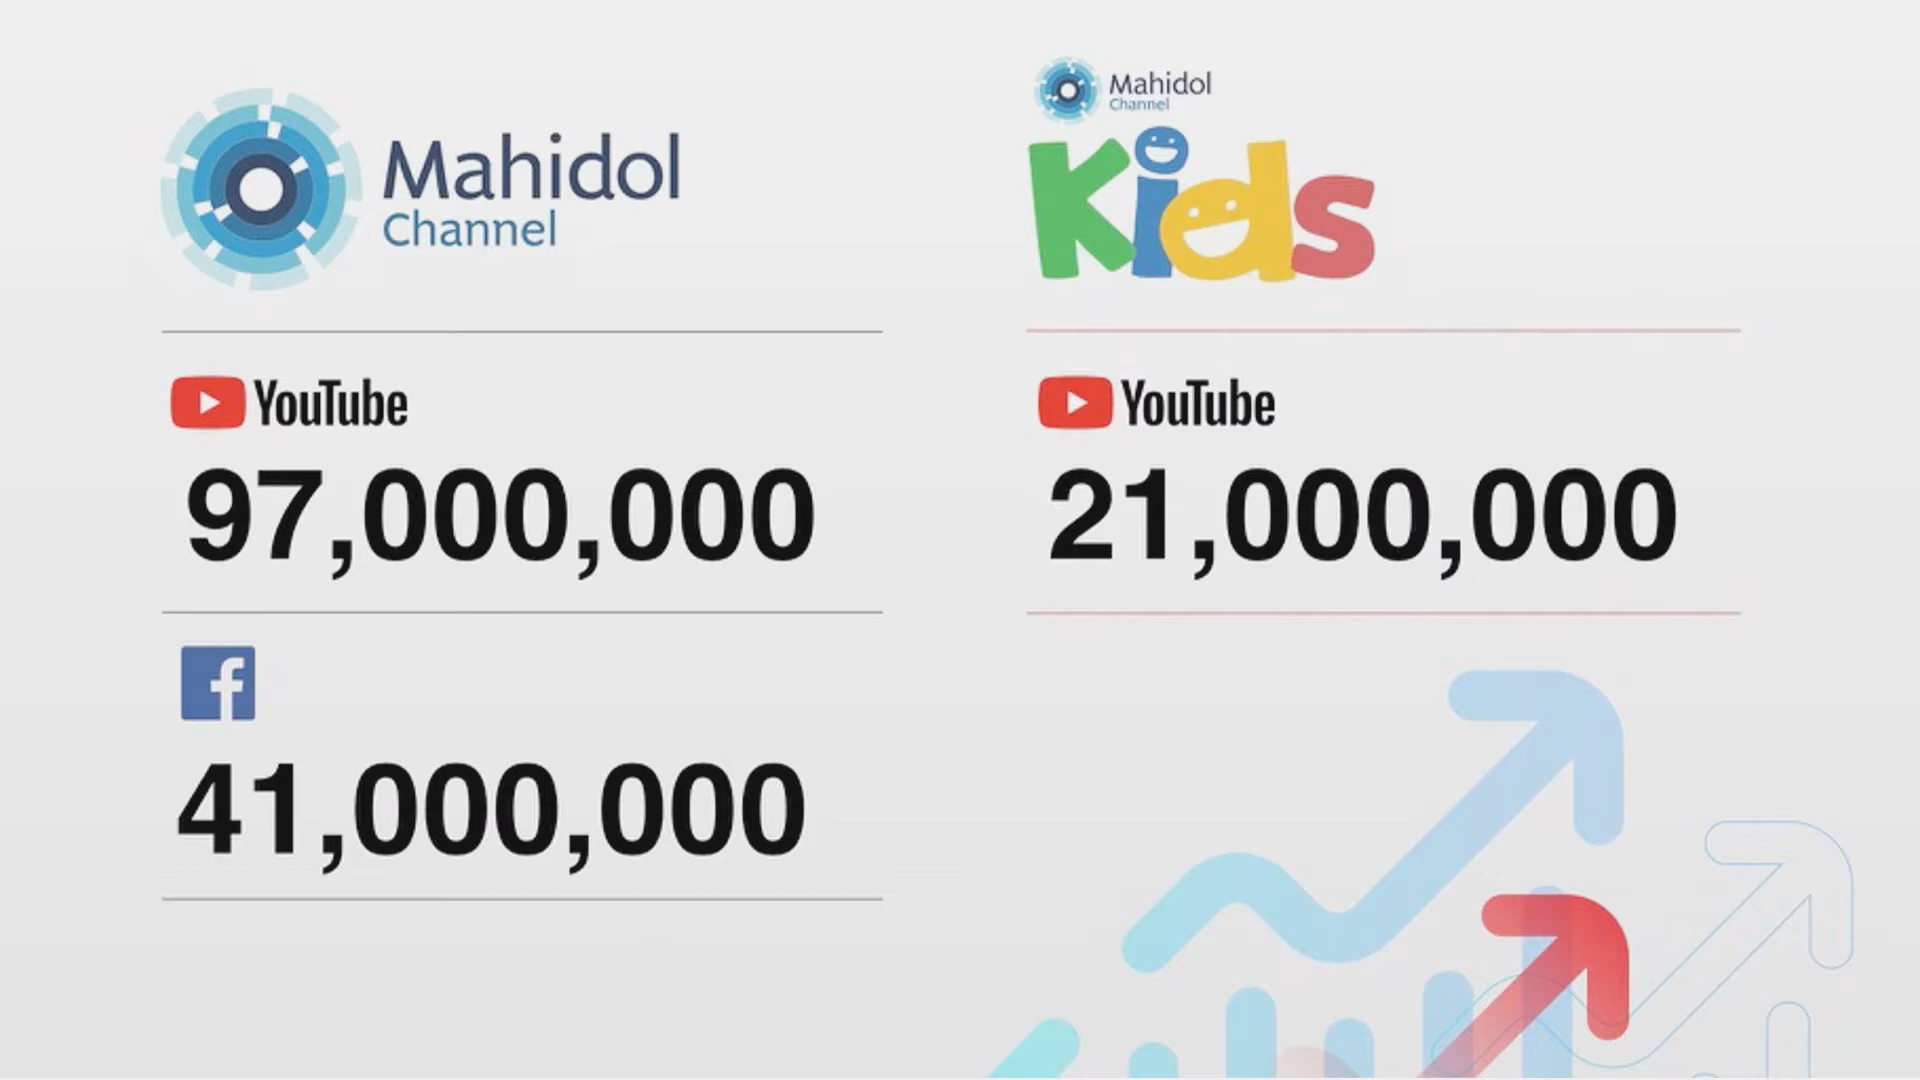 Mahidol
Channel
YouTube
97,000,000
41,000,000
Mahidol
Channel
Kids
YouTube
21,000,000